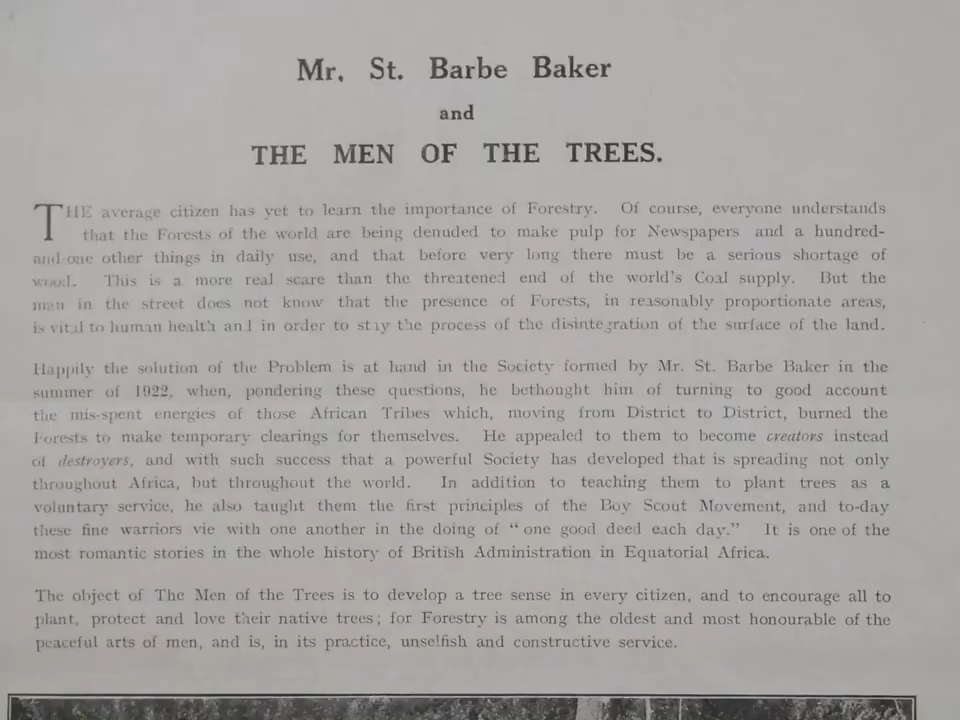 Mr. St. Barbe Baker
and
THE MEN OF THE TREES.
THE average citizen has yet to learn the importance of Forestry. Of course, everyone understands
that the Forests of the world are being denuded to make pulp for Newspapers and a hundred-
and-one other things in daily use, and that before very long there must be a serious shortage of
wood. This is a more real scare than the threatened end of the world's Coal supply. But the
man in the street does not know that the presence of Forests, in reasonably proportionate areas,
is vital to human health and in order to stay the process of the disintegration of the surface of the land.
Happily the solution of the Problem is at hand in the Society formed by Mr. St. Barbe Baker in the
summer of 1922, when, pondering these questions, he bethought him of turning to good account
the mis-spent energies of those African Tribes which, moving from District to District, burned the
Forests to make temporary clearings for themselves. He appealed to them to become creators instead
of destroyers, and with such success that a powerful Society has developed that is spreading not only
throughout Africa, but throughout the world. In addition to teaching them to plant trees as a
voluntary service, he also taught them the first principles of the Boy Scout Movement, and to-day
these fine warriors vie with one another in the doing of "one good deed each day." It is one of the
most romantic stories in the whole history of British Administration in Equatorial Africa.
The object of The Men of the Trees is to develop a tree sense in every citizen, and to encourage all to
plant, protect and love their native trees; for Forestry is among the oldest and most honourable of the
peaceful arts of men, and is, in its practice, unselfish and constructive service.